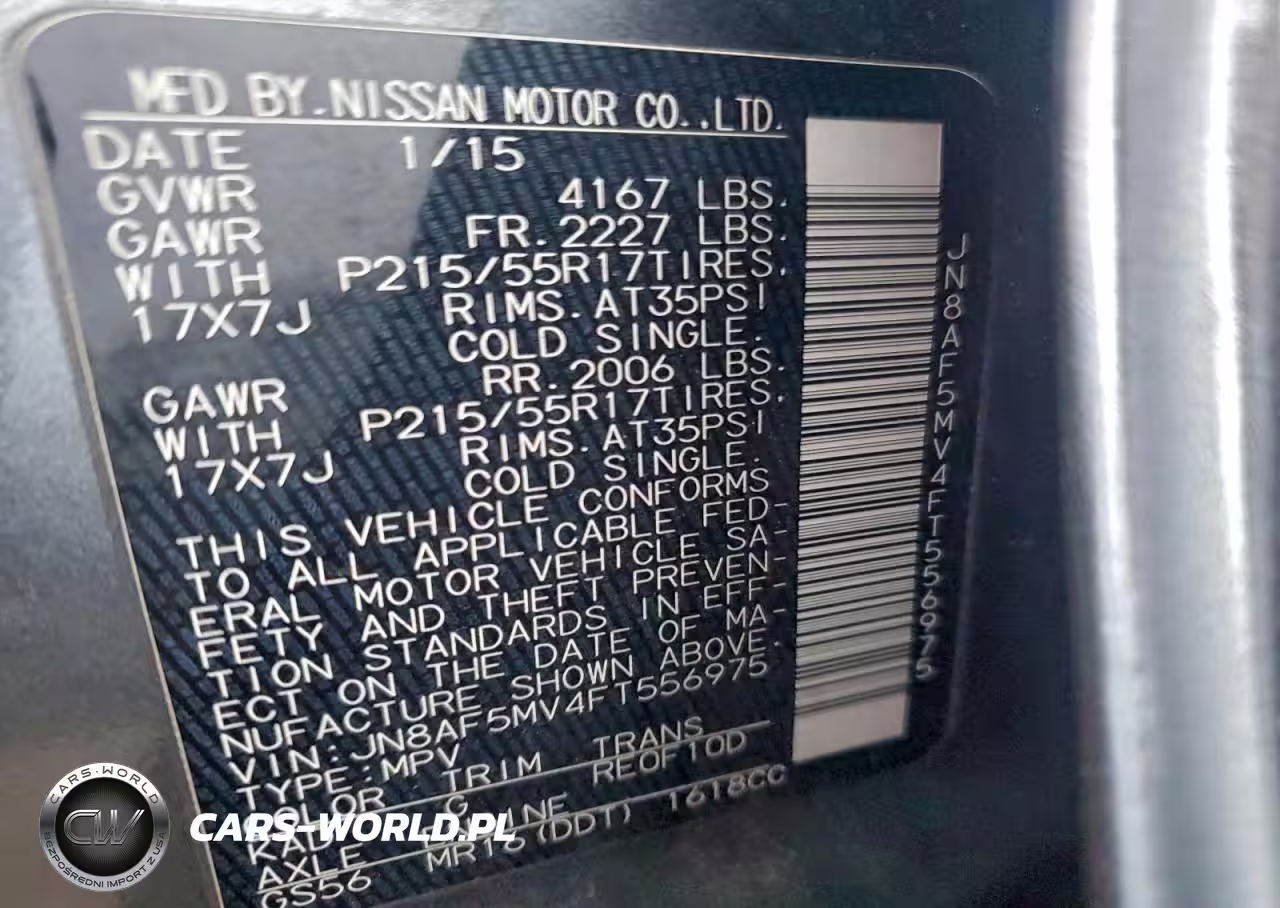 MFD BY.NISSAN MOTOR CO.,LTD.
DATE 1/15
GVWR 4167 LBS.
GAWR FR.2227 LBS.
WITH P215/55R17TIRES.
17X7J RIMS.AT35PSI
COLD SINGLE.
GAWR RR.2006 LBS.
WITH P215/55R17TIRES.
17X7J RIMS.AT35PSI
COLD SINGLE.
THIS VEHICLE CONFORMS
TO ALL APPLICABLE FED-
ERAL MOTOR VEHICLE SA-
FETY AND THEFT PREVEN-
TION STANDARDS IN EFF-
ECT ON THE DATE OF MA-
NUFACTURE SHOWN ABOVE.
VIN:JN8AF5MV4FT556975
TYPE:MPV
COLOR TRIM TRANS
KAD G RE0F10D
AXLE
GS56 MR16(DDT) 1618CC
JN8AF5MV4FT556975
CARS-WORLD
CW
BEZPOŚREDNI IMPORT Z USA
CARS-WORLD.PL